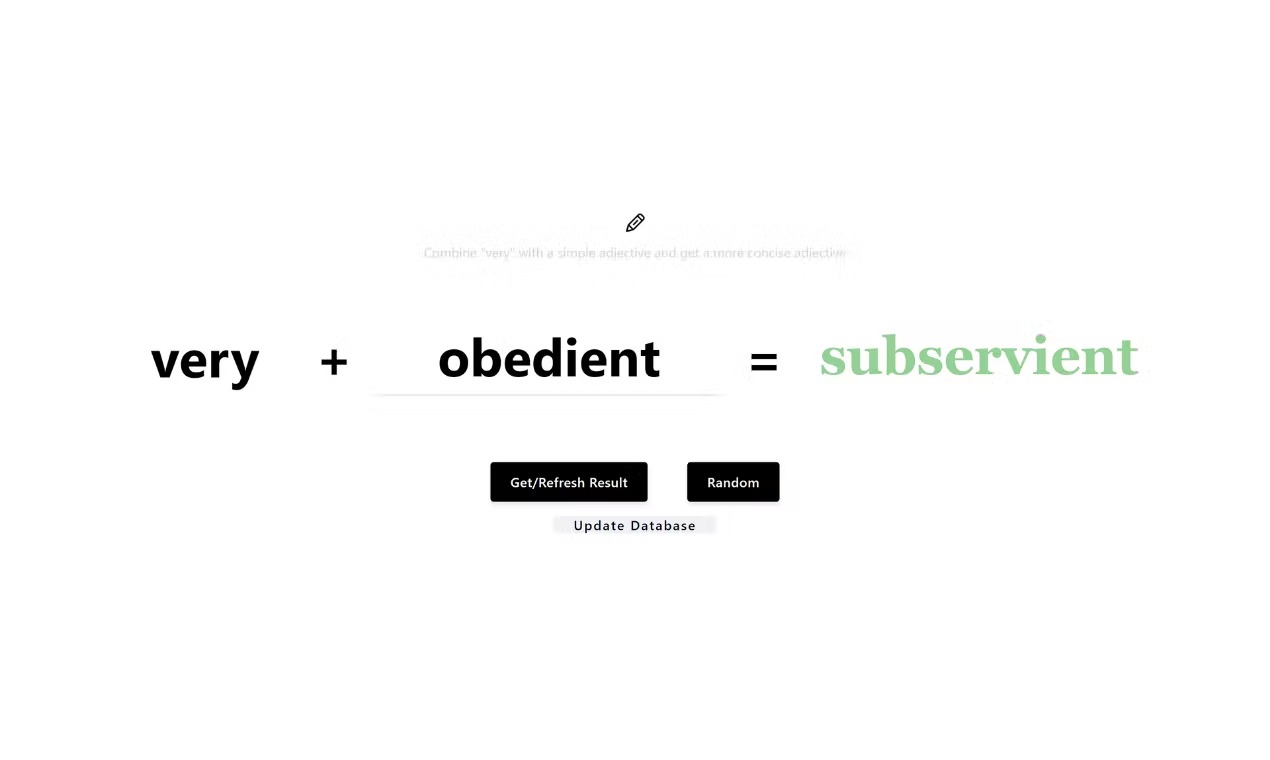 Combine "very" with a simple adjective and get a more concise adjective
very + obedient = subservient
Get/Refresh Result Random
Update Database